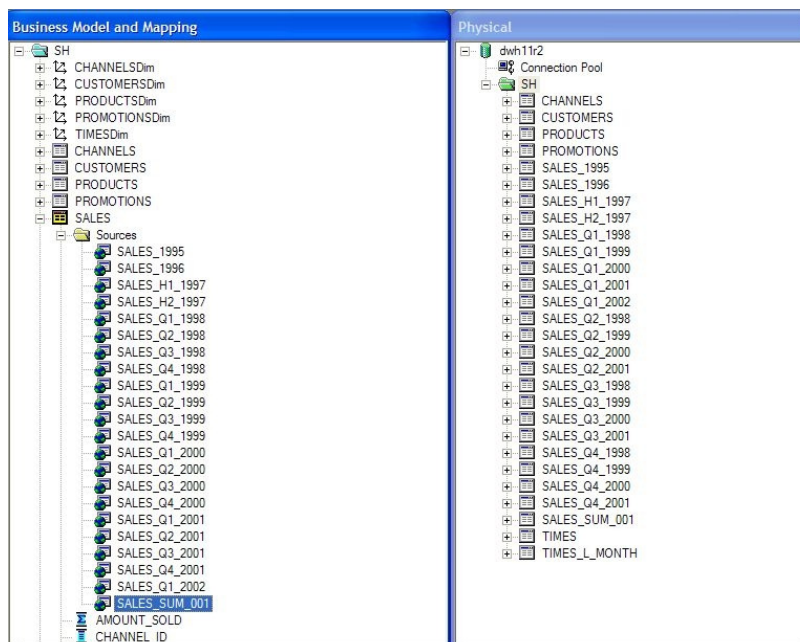 Business Model and Mapping
SH
CHANNELSDim
CUSTOMERSDim
PRODUCTSDim
PROMOTIONSDim
TIMESDim
CHANNELS
CUSTOMERS
PRODUCTS
PROMOTIONS
SALES
Sources
SALES_1995
SALES_1996
SALES_H1_1997
SALES_H2_1997
SALES_Q1_1998
SALES_Q2_1998
SALES_Q3_1998
SALES_Q4_1998
SALES_Q1_1999
SALES_Q2_1999
SALES_Q3_1999
SALES_Q4_1999
SALES_Q1_2000
SALES_Q2_2000
SALES_Q3_2000
SALES_Q4_2000
SALES_Q1_2001
SALES_Q2_2001
SALES_Q3_2001
SALES_Q4_2001
SALES_Q1_2002
SALES_SUM_001
AMOUNT_SOLD
CHANNEL_ID
Physical
dwh11r2
Connection Pool
SH
CHANNELS
CUSTOMERS
PRODUCTS
PROMOTIONS
SALES_1995
SALES_1996
SALES_H1_1997
SALES_H2_1997
SALES_Q1_1998
SALES_Q1_1999
SALES_Q1_2000
SALES_Q1_2001
SALES_Q1_2002
SALES_Q2_1998
SALES_Q2_1999
SALES_Q2_2000
SALES_Q2_2001
SALES_Q3_1998
SALES_Q3_1999
SALES_Q3_2000
SALES_Q3_2001
SALES_Q4_1998
SALES_Q4_1999
SALES_Q4_2000
SALES_Q4_2001
SALES_SUM_001
TIMES
TIMES_L_MONTH